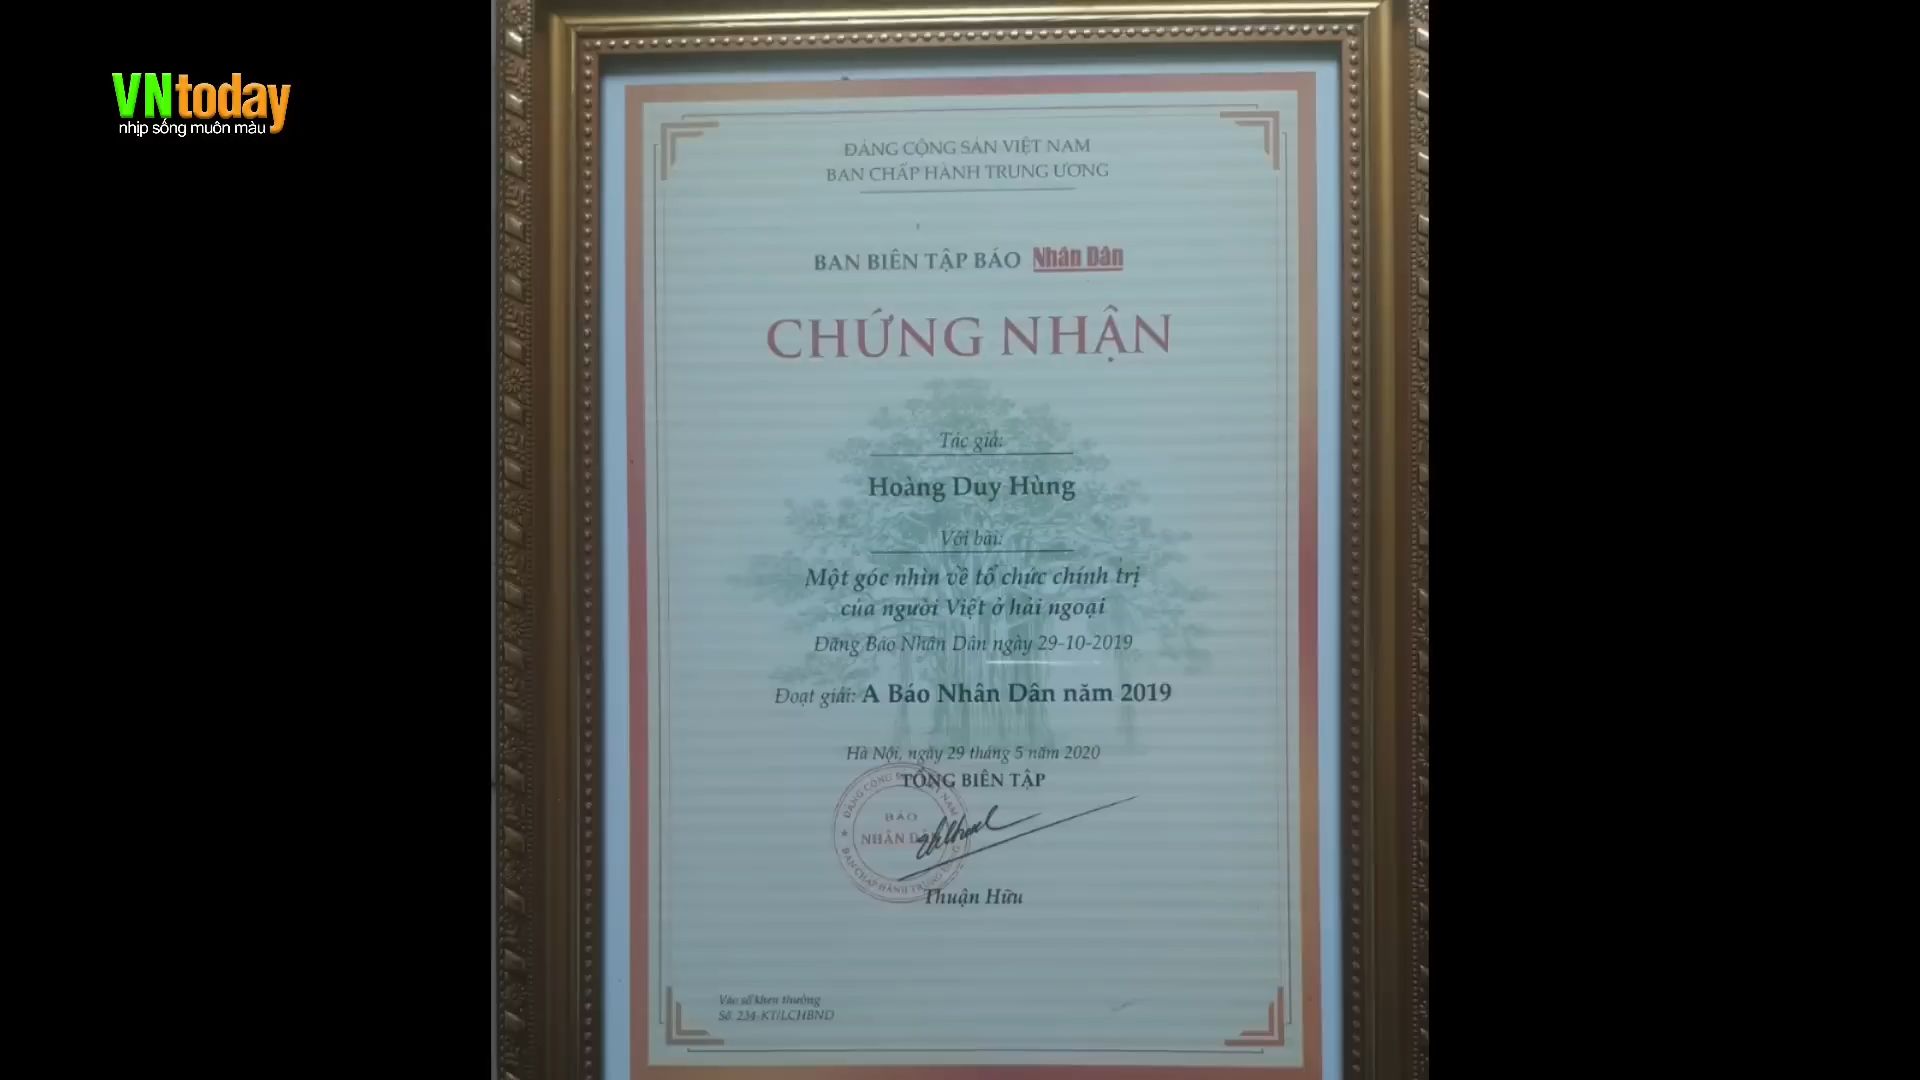 VNtoday
nhịp sống muôn màu
ĐẢNG CỘNG SẢN VIỆT NAM
BAN CHẤP HÀNH TRUNG ƯƠNG
BAN BIÊN TẬP BÁO Nhân Dân
CHỨNG NHẬN
Tác giả:
Hoàng Duy Hùng
Với bài:
Một góc nhìn về tổ chức chính trị
của người Việt ở hải ngoại
Đăng Báo Nhân Dân ngày 29-10-2019
Đoạt giải: A Báo Nhân Dân năm 2019
Hà Nội, ngày 29 tháng 5 năm 2020
TỔNG BIÊN TẬP
BÁO
NHÂN DÂN
Thuận Hữu
Vào sổ khen thưởng
Số. 234-KT/LCHBND